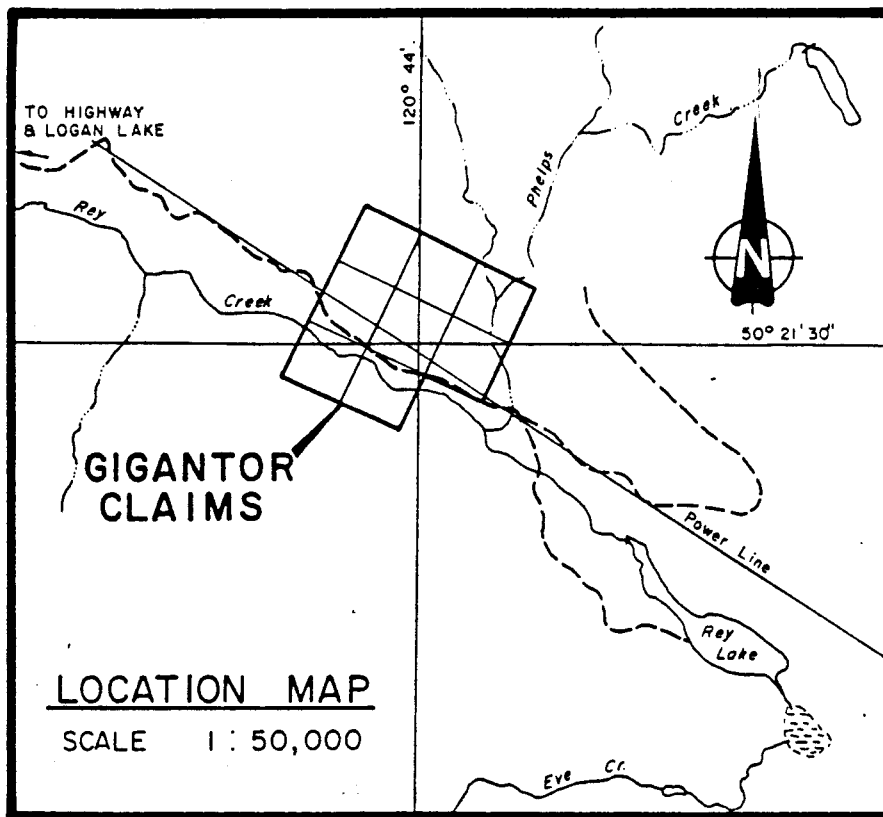 TO HIGHWAY
& LOGAN LAKE
120° 44'
Phelps
Creek
Rey
Creek
N
50° 21' 30"
GIGANTOR
CLAIMS
Power Line
Rey
Lake
LOCATION MAP
SCALE 1 : 50,000
Eve Cr.